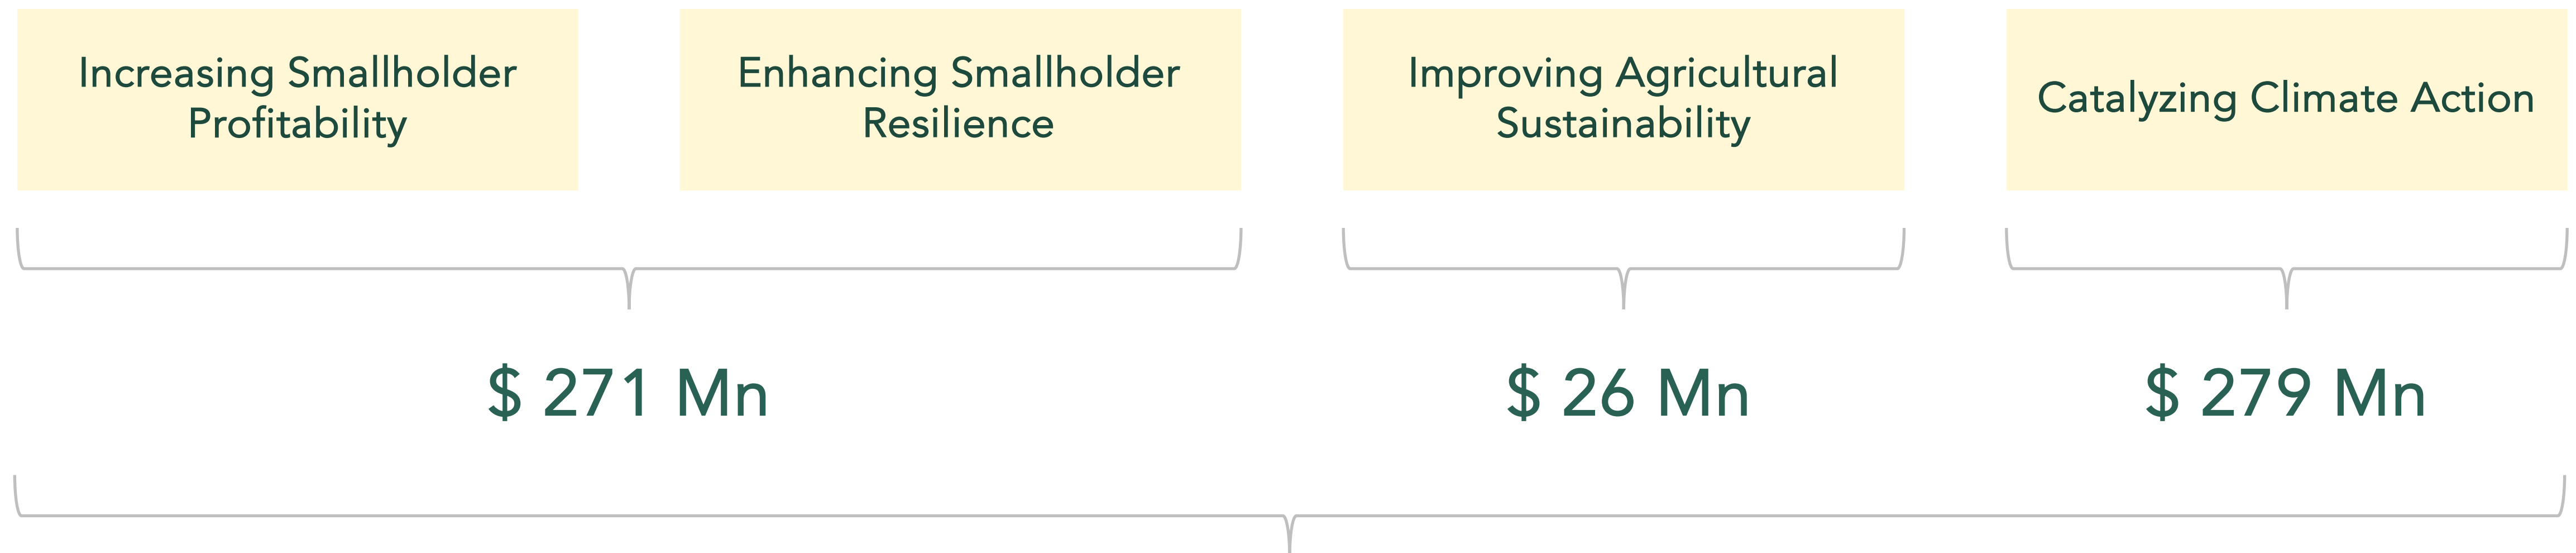 Increasing Smallholder
Profitability
Enhancing Smallholder
Resilience
Improving Agricultural
Sustainability
Catalyzing Climate Action
$ 271 Mn
$ 26 Mn
$ 279 Mn